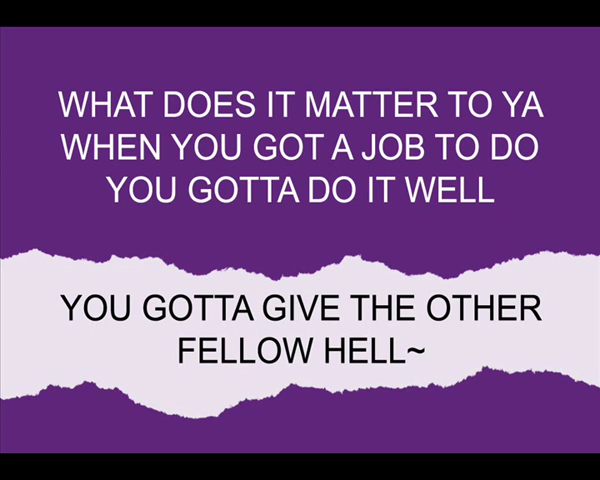 WHAT DOES IT MATTER TO YA
WHEN YOU GOT A JOB TO DO
YOU GOTTA DO IT WELL
YOU GOTTA GIVE THE OTHER
FELLOW HELL~